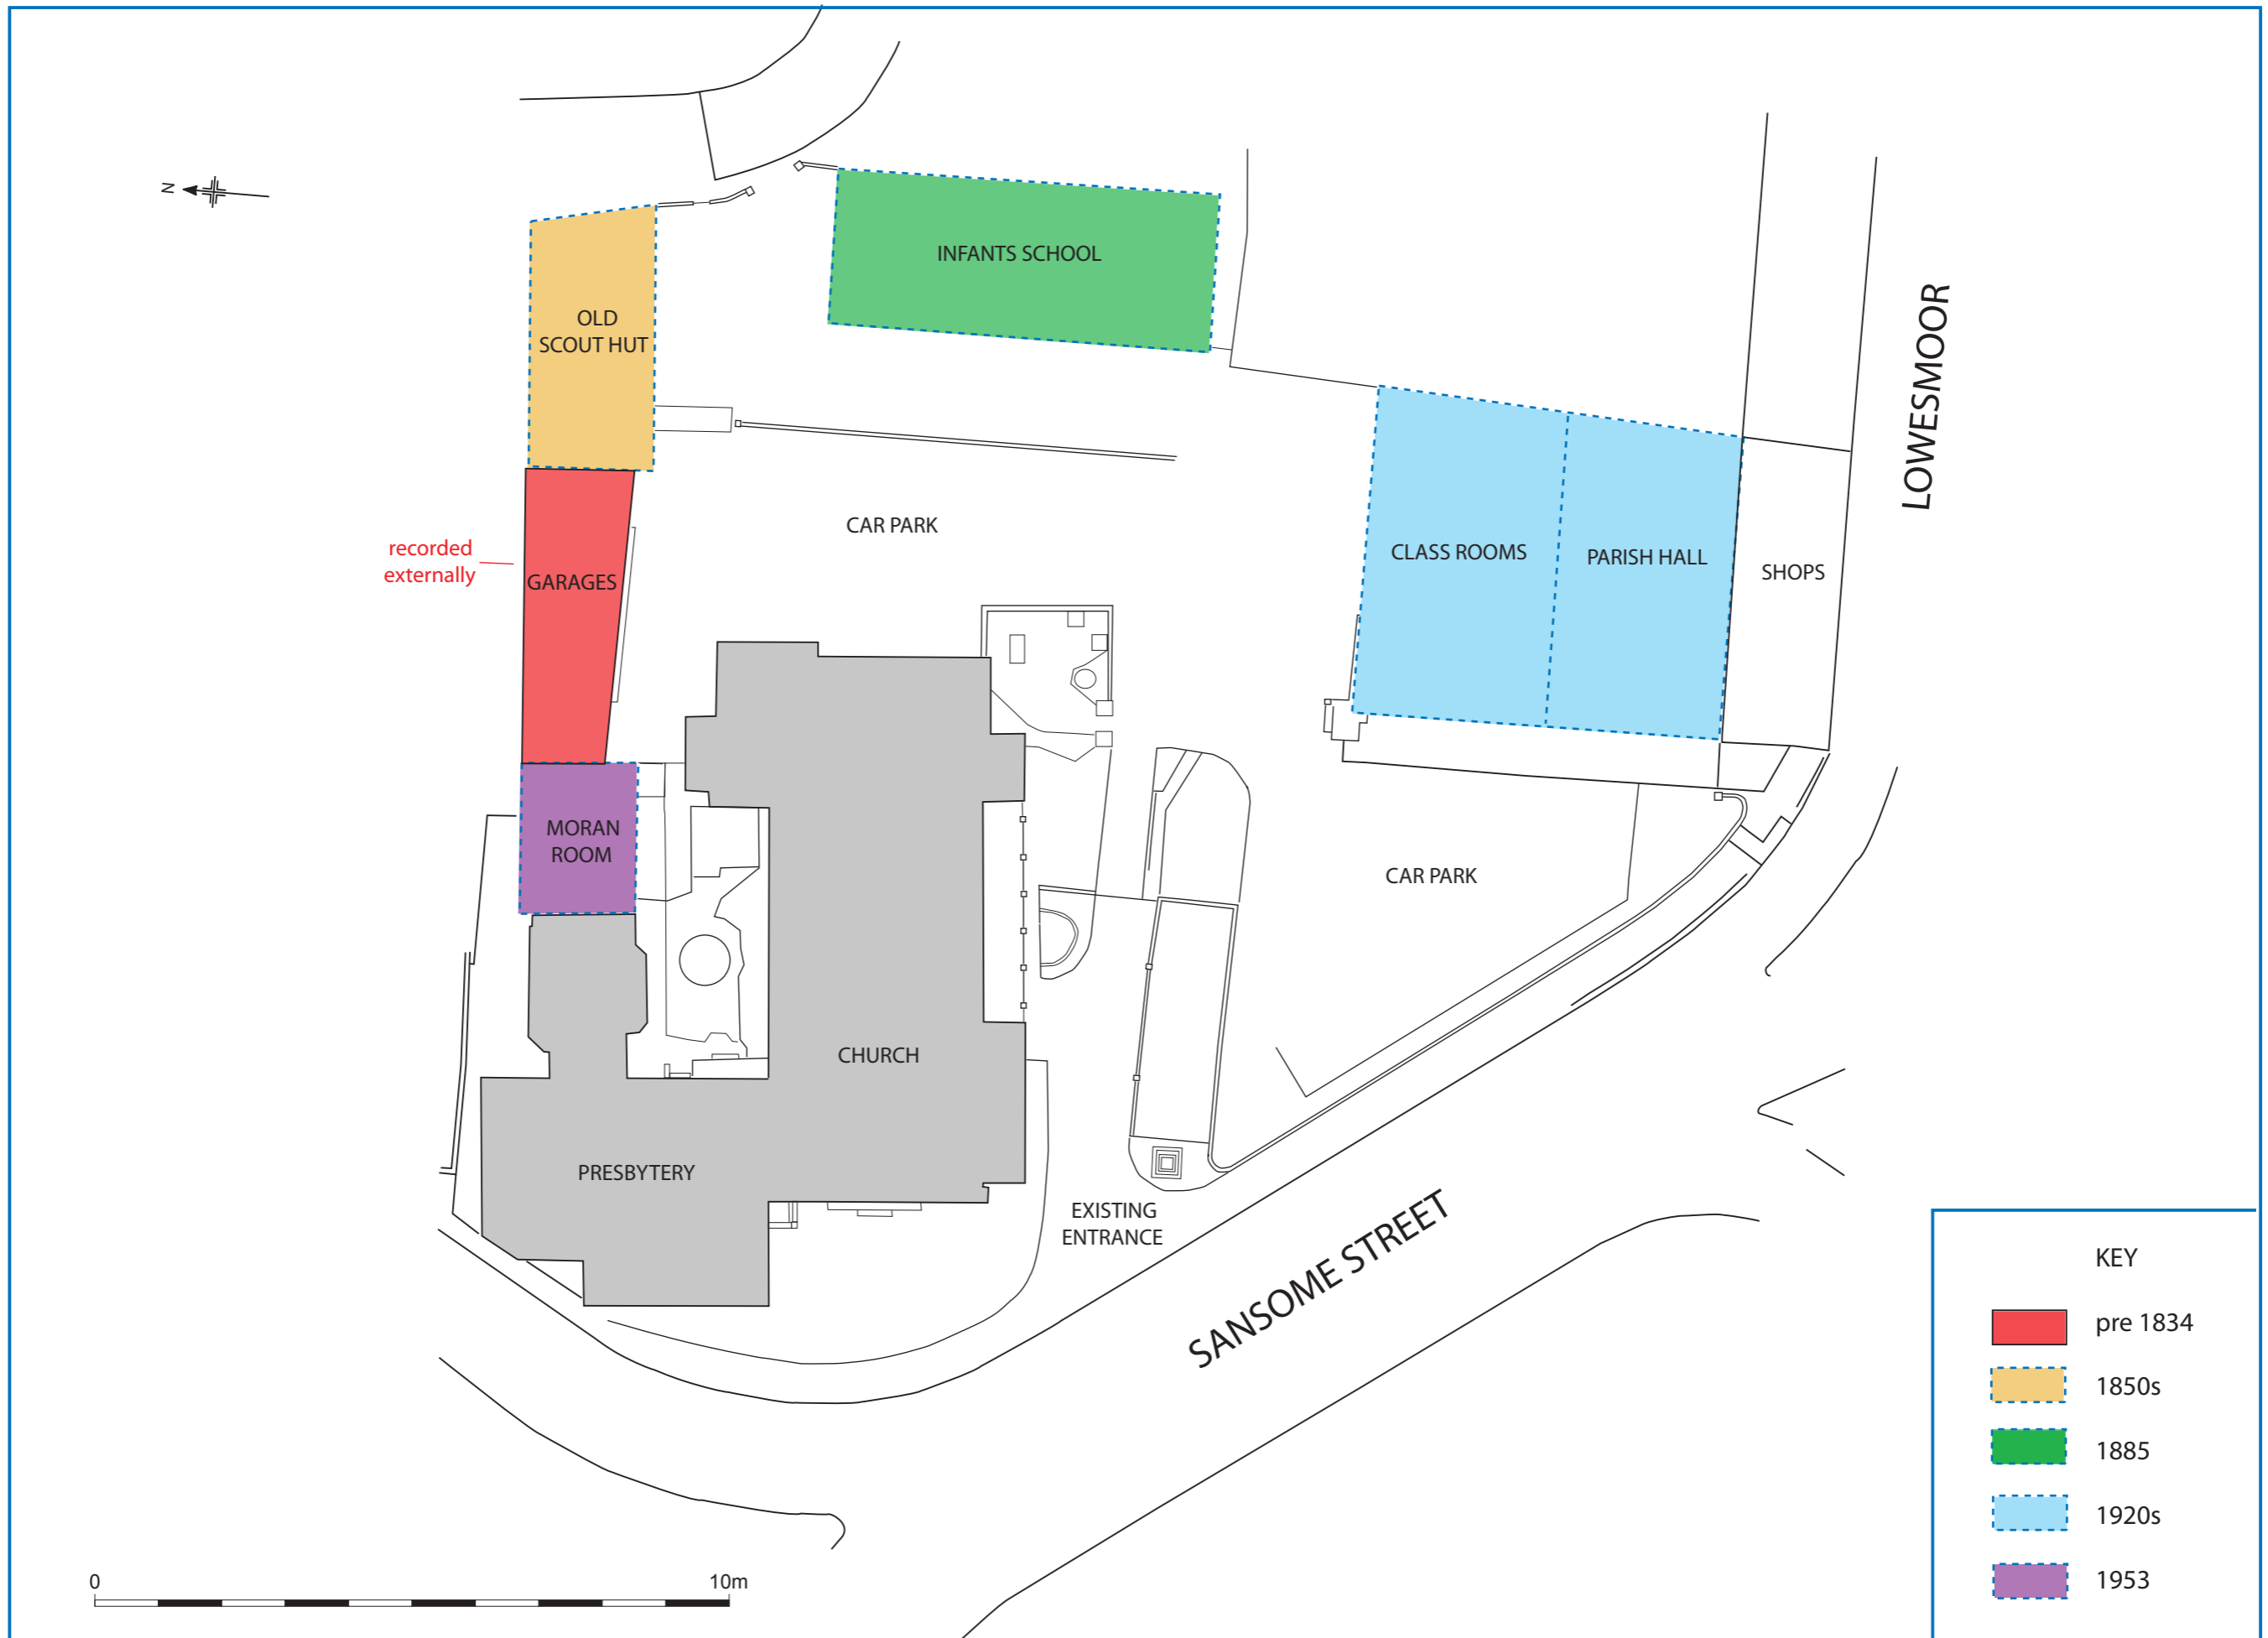 N
INFANTS SCHOOL
OLD
SCOUT HUT
LOWESMOOR
recorded
externally
GARAGES
CAR PARK
CLASS ROOMS
PARISH HALL
SHOPS
MORAN
ROOM
CAR PARK
CHURCH
PRESBYTERY
EXISTING
ENTRANCE
SANSOME STREET
KEY
pre 1834
1850s
1885
1920s
1953
0
10m